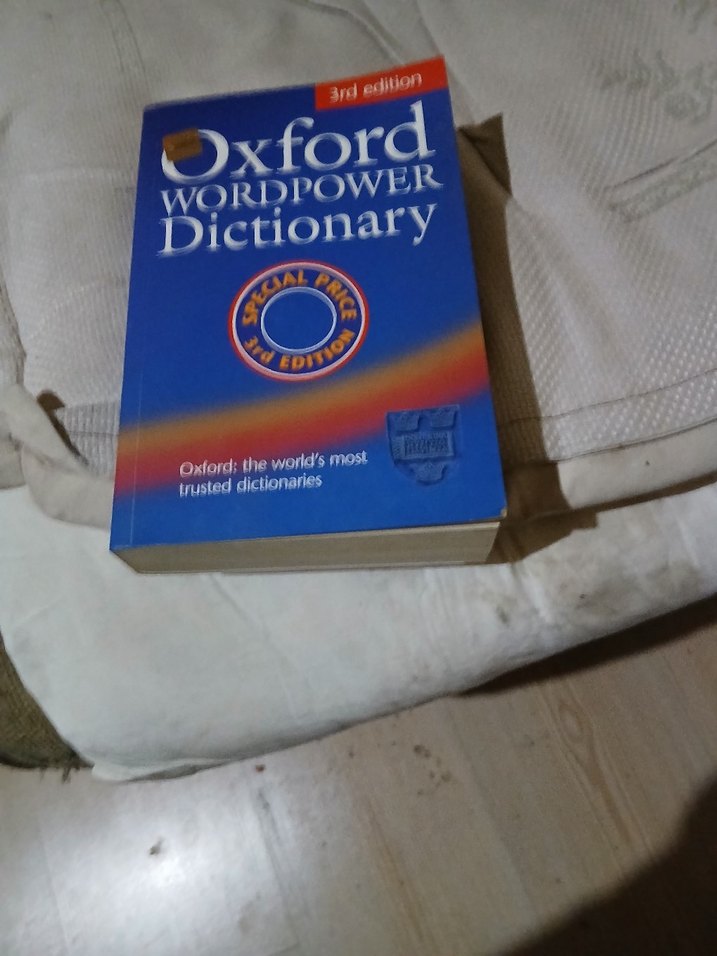 3rd edition
Oxford
WORDPOWER
Dictionary
SPECIAL PRICE
3rd EDITION
Oxford: the world's most
trusted dictionaries